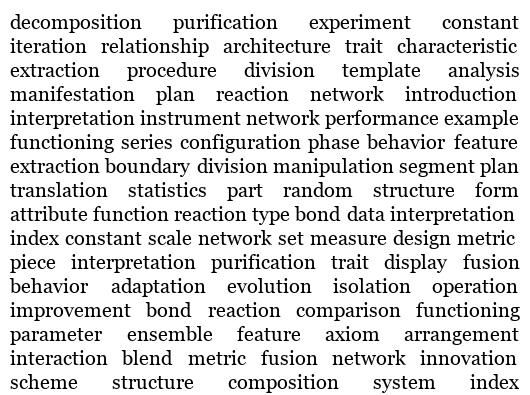 decomposition purification experiment constant
iteration relationship architecture trait characteristic
extraction procedure division template analysis
manifestation plan reaction network introduction
interpretation instrument network performance example
functioning series configuration phase behavior feature
extraction boundary division manipulation segment plan
translation statistics part random structure form
attribute function reaction type bond data interpretation
index constant scale network set measure design metric
piece interpretation purification trait display fusion
behavior adaptation evolution isolation operation
improvement bond reaction comparison functioning
parameter ensemble feature axiom arrangement
interaction blend metric fusion network innovation
scheme structure composition system index